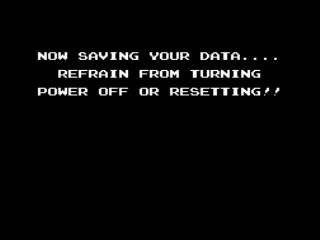 NOW SAVING YOUR DATA....
REFRAIN FROM TURNING
POWER OFF OR RESETTING!!